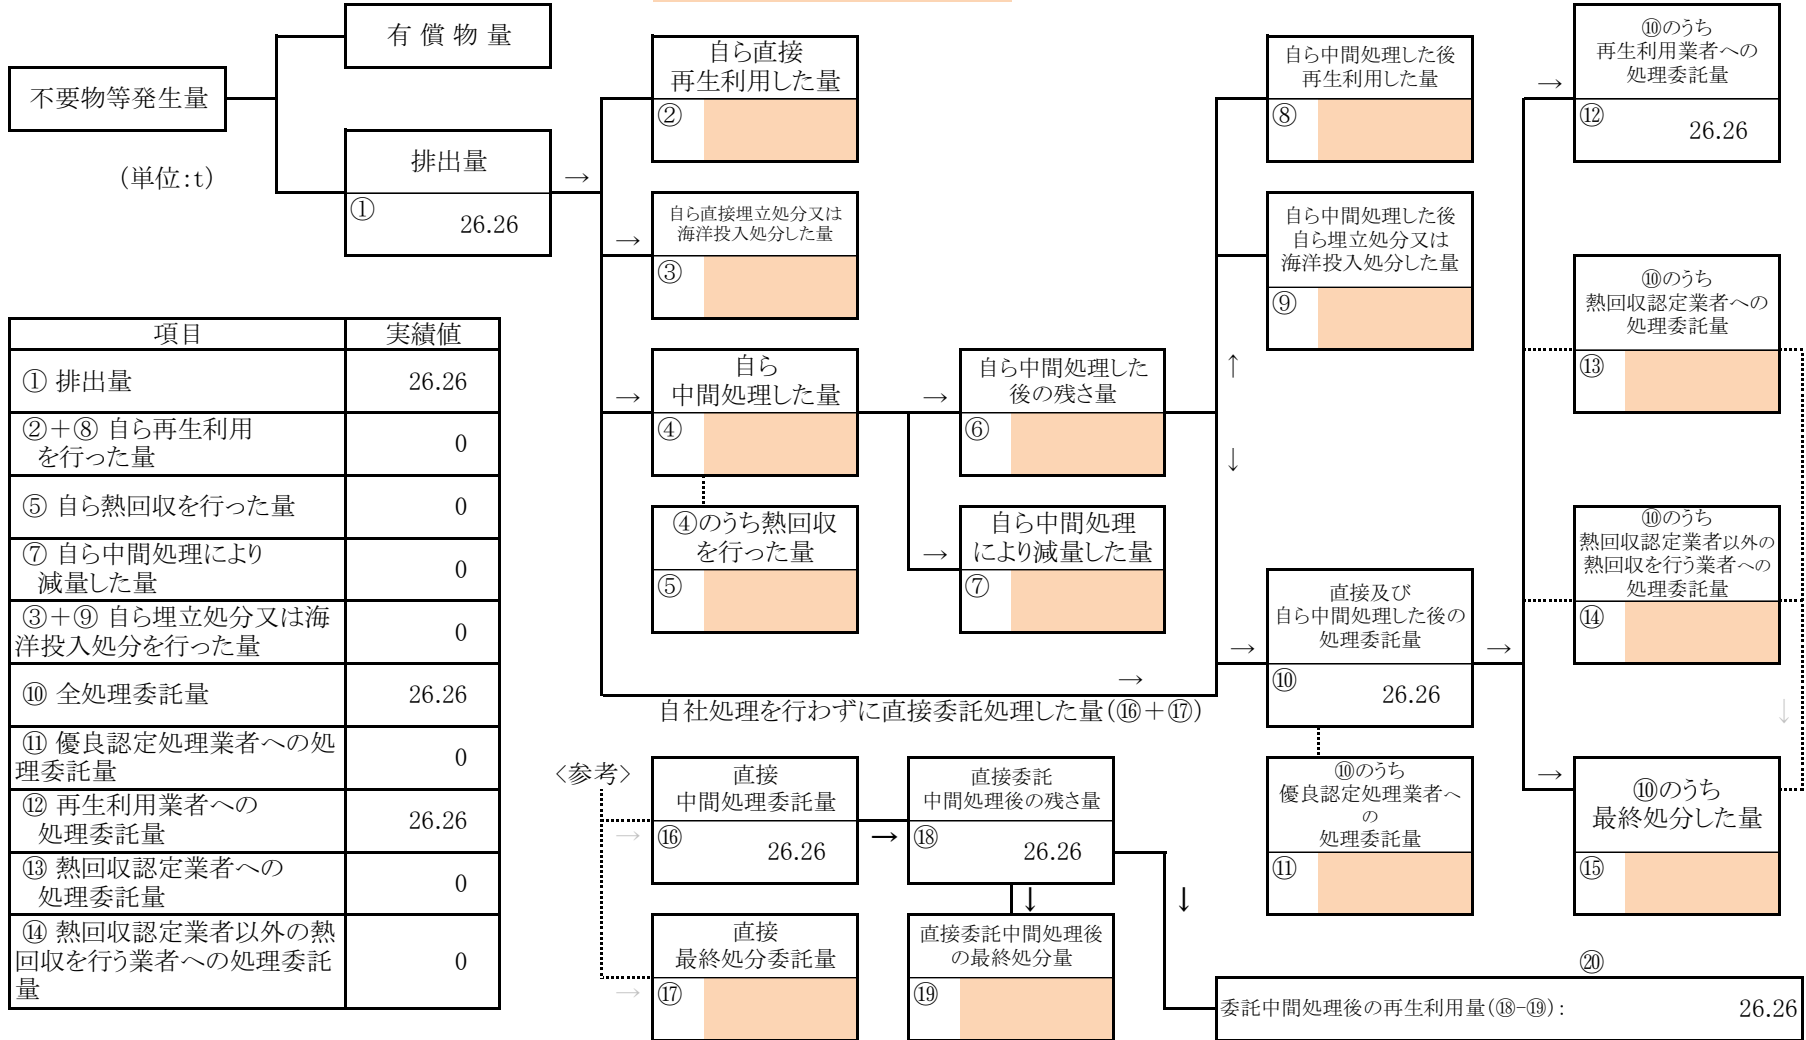 不要物等発生量
(単位:t)
有 償 物 量
排出量
①
26.26
→
自ら直接
再生利用した量
②
→
自ら直接埋立処分又は
海洋投入処分した量
③
→
自ら
中間処理した量
④
④のうち熱回収
を行った量
⑤
→
自ら中間処理した
後の残さ量
⑥
→
自ら中間処理
により減量した量
⑦
↑
↓
自ら中間処理した後
再生利用した量
⑧
自ら中間処理した後
自ら埋立処分又は
海洋投入処分した量
⑨
→
自社処理を行わずに直接委託処理した量(⑯+⑰)
→
直接及び
自ら中間処理した後の
処理委託量
⑩
26.26
→
⑩のうち
優良認定処理業者へ
の
処理委託量
⑪
→
⑩のうち
再生利用業者への
処理委託量
⑫
26.26
⑩のうち
熱回収認定業者への
処理委託量
⑬
⑩のうち
熱回収認定業者以外の
熱回収を行う業者への
処理委託量
⑭
↓
→
⑩のうち
最終処分した量
⑮
項目 実績値
① 排出量 26.26
②+⑧ 自ら再生利用
を行った量 0
⑤ 自ら熱回収を行った量 0
⑦ 自ら中間処理により
減量した量 0
③+⑨ 自ら埋立処分又は海
洋投入処分を行った量 0
⑩ 全処理委託量 26.26
⑪ 優良認定処理業者への処
理委託量 0
⑫ 再生利用業者への
処理委託量 26.26
⑬ 熱回収認定業者への
処理委託量 0
⑭ 熱回収認定業者以外の熱
回収を行う業者への処理委託
量 0
<参考>
→
直接
中間処理委託量
⑯
26.26
→
直接委託
中間処理後の残さ量
⑱
26.26
↓
↓
→
直接
最終処分委託量
⑰
直接委託中間処理後
の最終処分量
⑲
⑳
委託中間処理後の再生利用量(⑱-⑲): 26.26